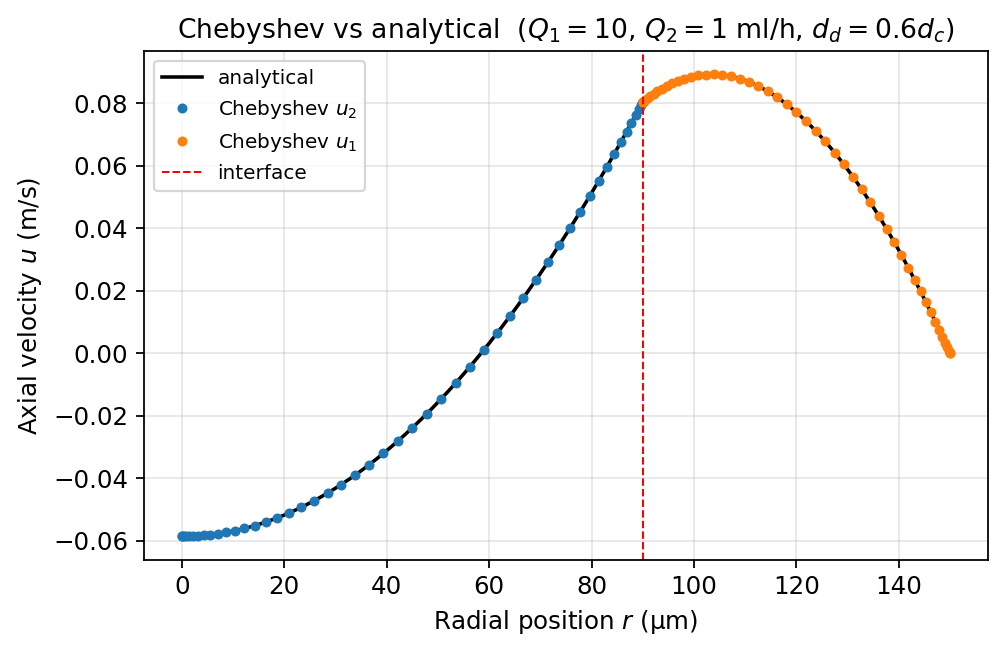 Chebyshev vs analytical  (Q₁ = 10, Q₂ = 1 ml/h, d_d = 0.6d_c)
analytical
Chebyshev u₂
Chebyshev u₁
interface
Axial velocity u (m/s)
0.08
0.06
0.04
0.02
0.00
−0.02
−0.04
−0.06
0 20 40 60 80 100 120 140
Radial position r (μm)